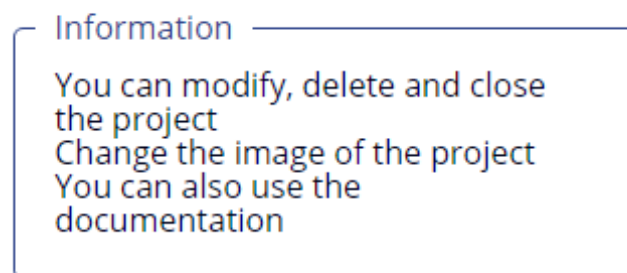 Information
You can modify, delete and close
the project
Change the image of the project
You can also use the
documentation